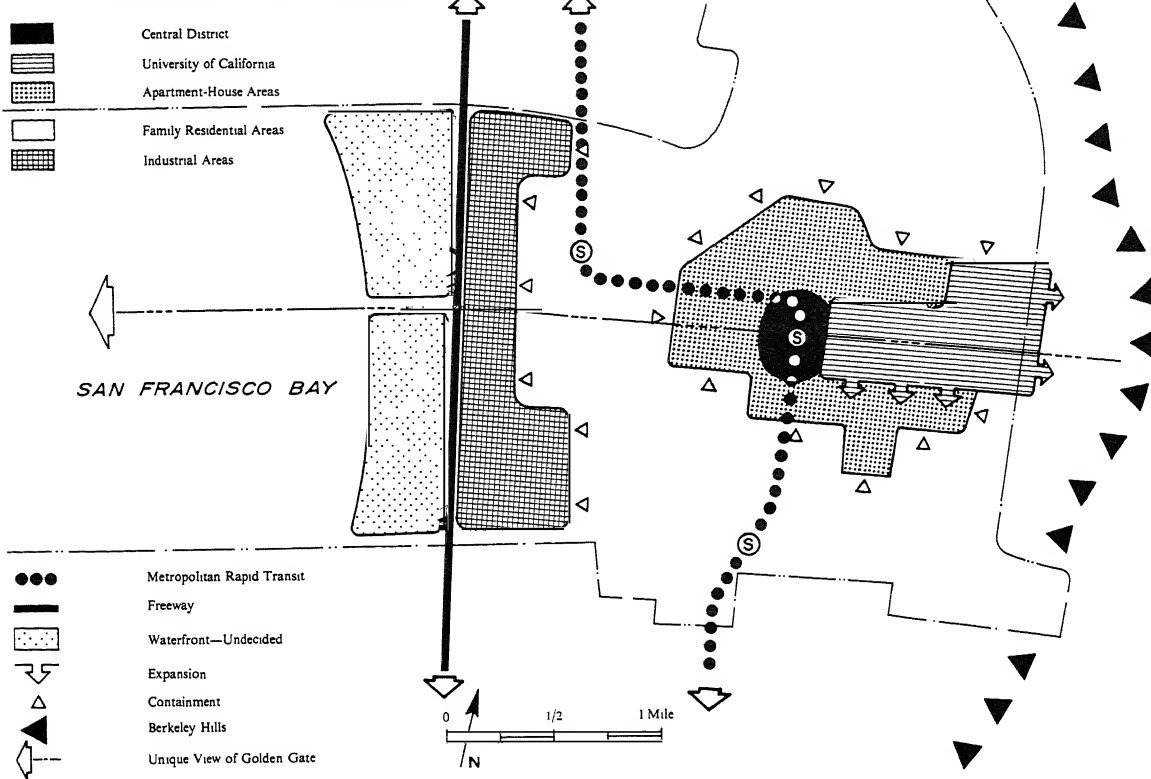 Central District
University of California
Apartment-House Areas
Family Residential Areas
Industrial Areas
S
S
SAN FRANCISCO BAY
S
Metropolitan Rapid Transit
Freeway
Waterfront—Undecided
Expansion
Containment
Berkeley Hills
Unique View of Golden Gate
0 1/2 1 Mile
N